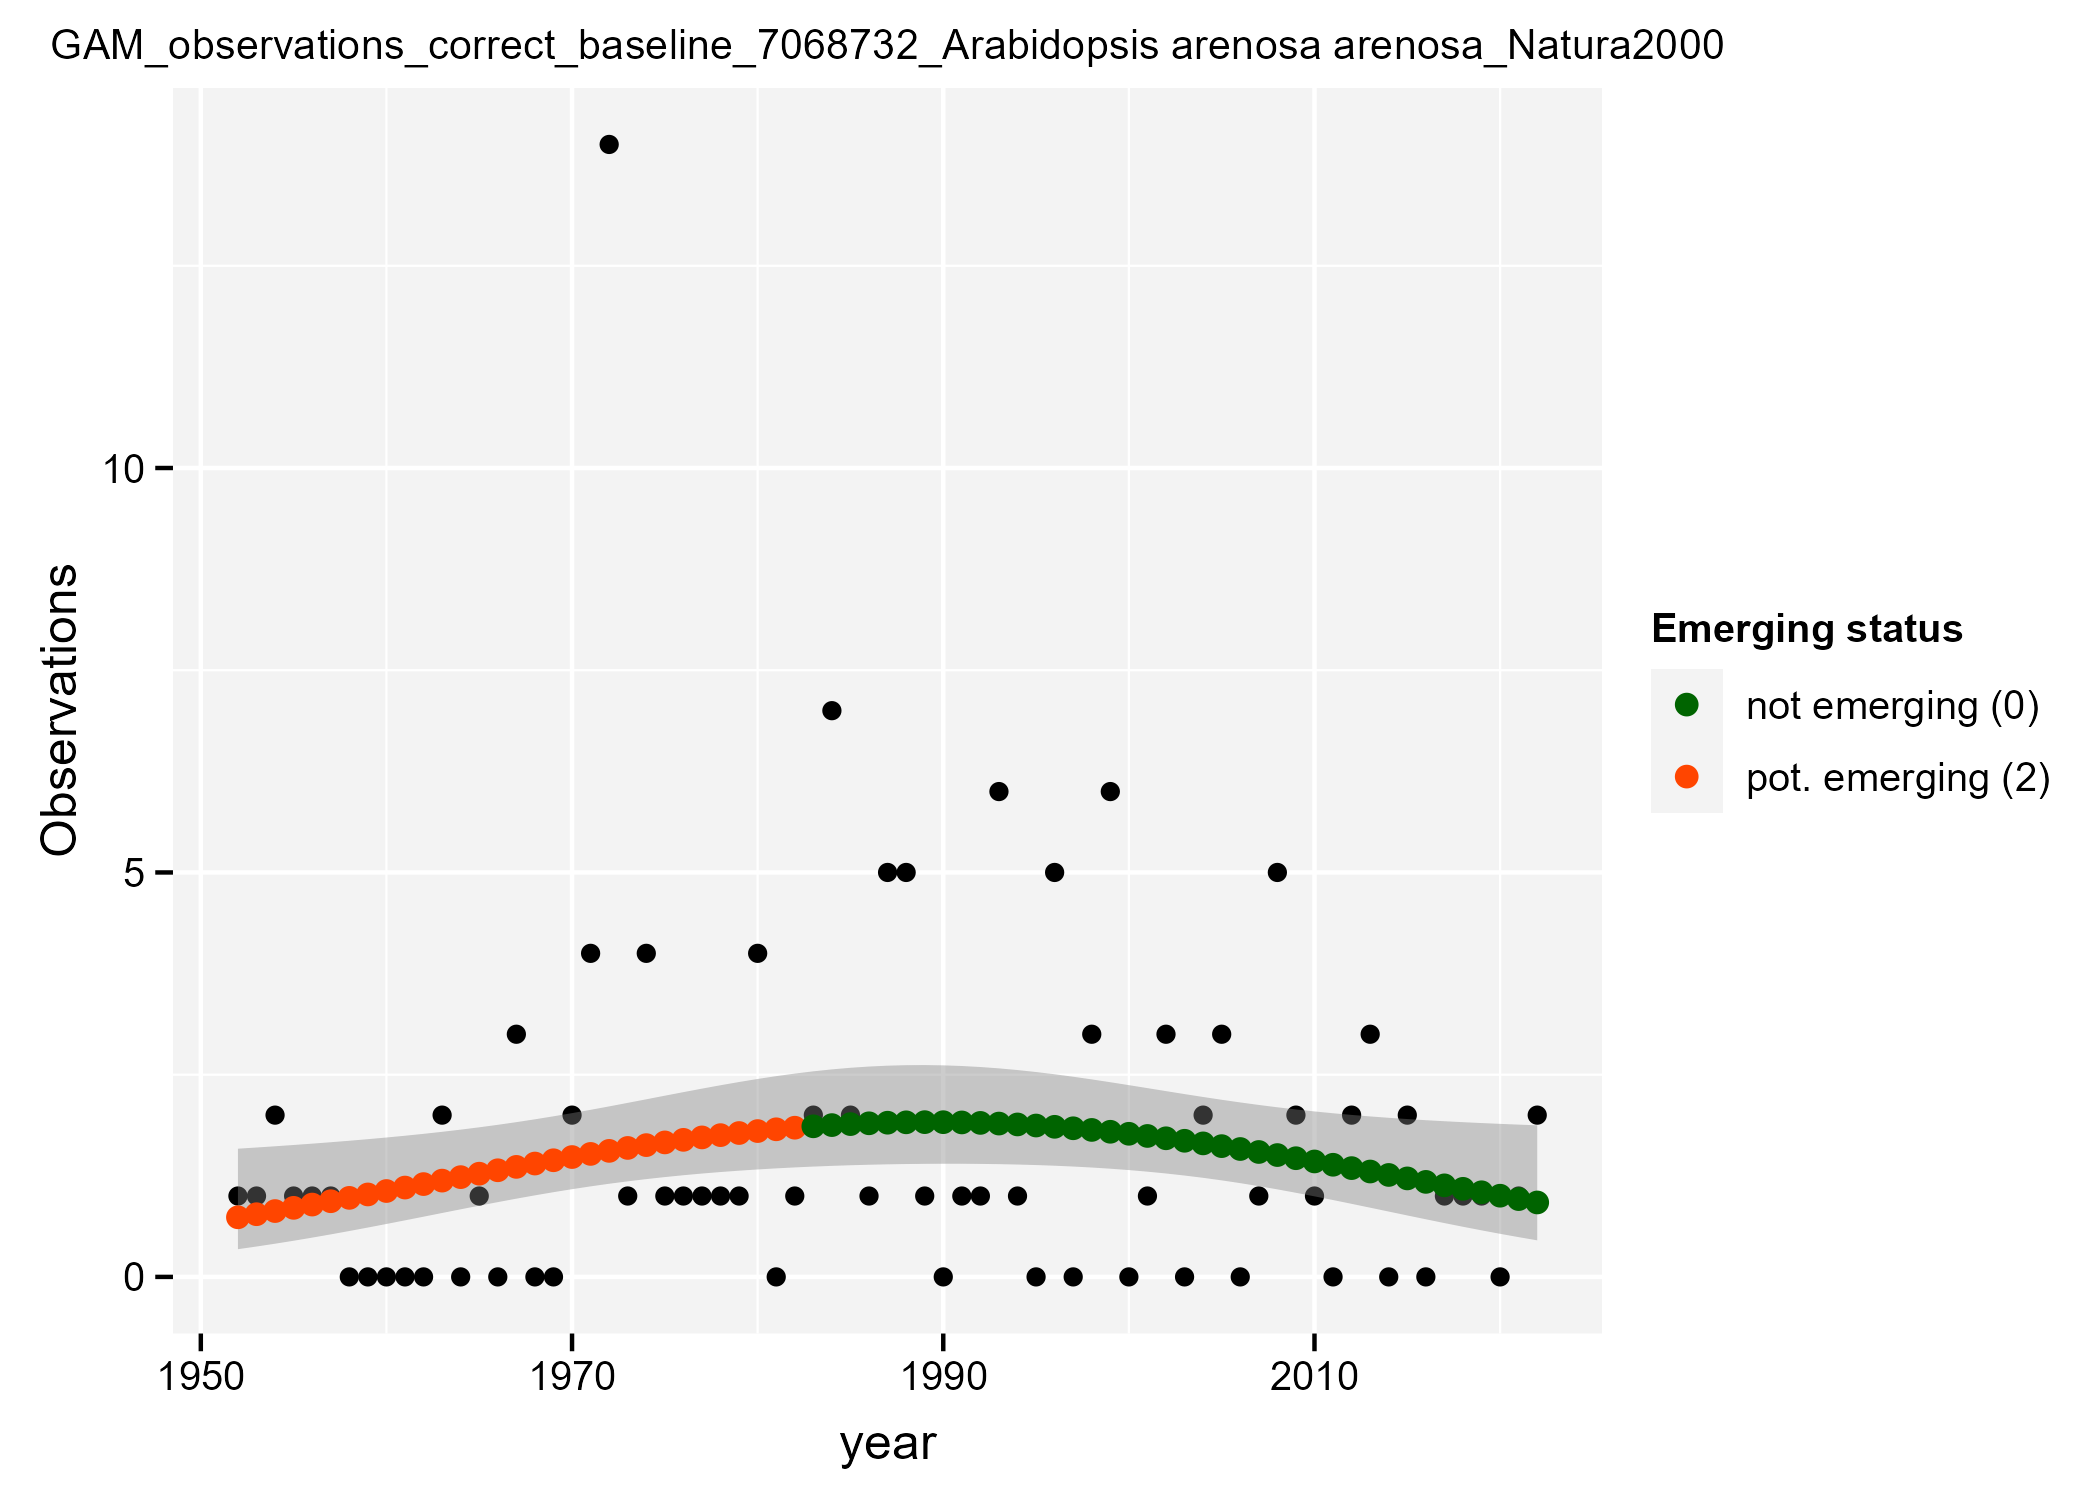 GAM_observations_correct_baseline_7068732_Arabidopsis arenosa arenosa_Natura2000
10
5
0
Observations
1950 1970 1990 2010
year
Emerging status
not emerging (0)
pot. emerging (2)